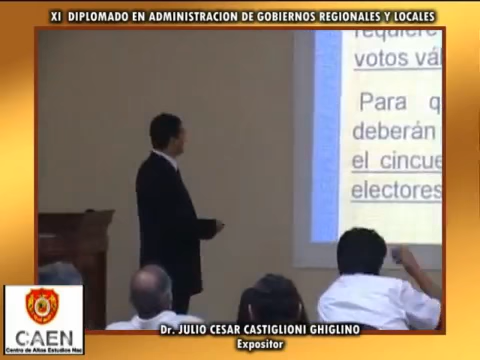 XI DIPLOMADO EN ADMINISTRACION DE GOBIERNOS REGIONALES Y LOCALES
requiere
votos vál
Para q
deberán
el cincue
electores
CAEN
Centro de Altos Estudios Nac
Dr. JULIO CESAR CASTIGLIONI GHIGLINO
Expositor